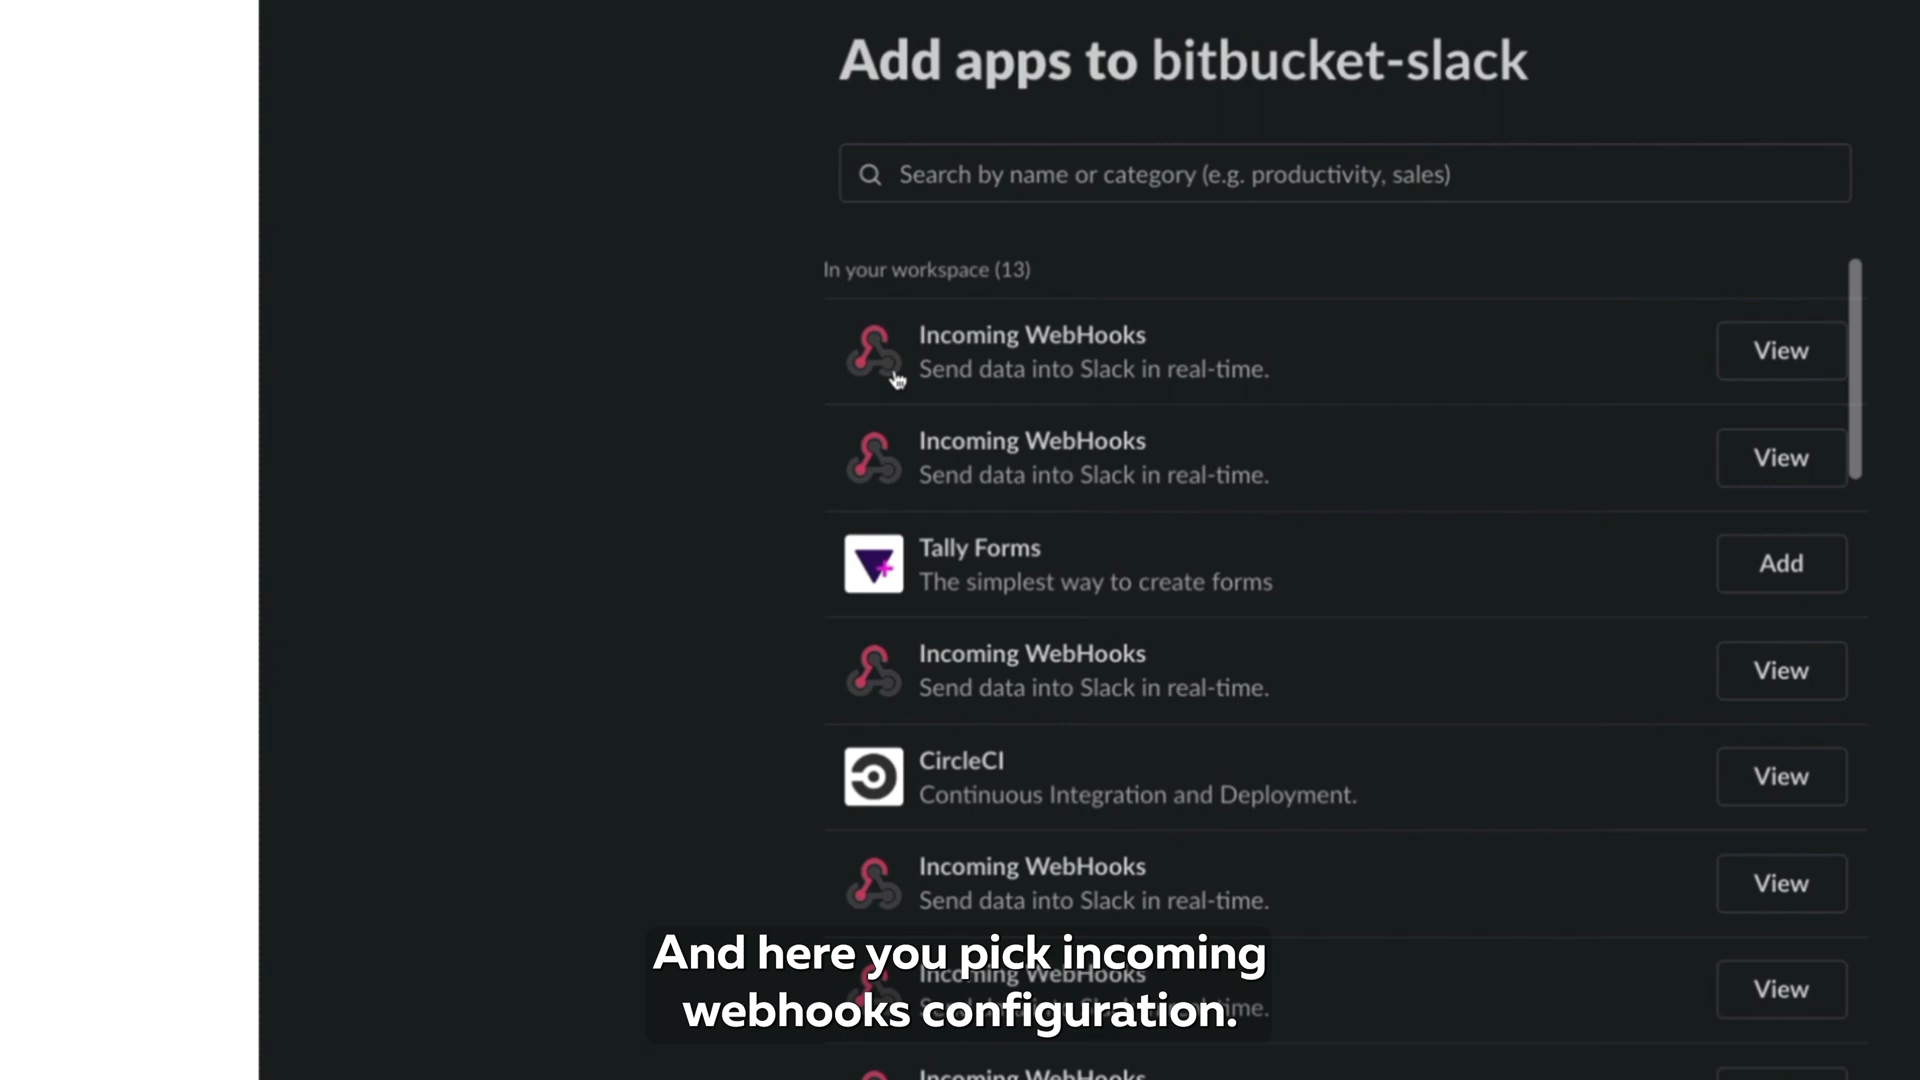 Add apps to bitbucket-slack
Search by name or category (e.g. productivity, sales)
In your workspace (13)
Incoming WebHooks
Send data into Slack in real-time.
View
Incoming WebHooks
Send data into Slack in real-time.
View
Tally Forms
The simplest way to create forms
Add
Incoming WebHooks
Send data into Slack in real-time.
View
CircleCI
Continuous Integration and Deployment.
View
Incoming WebHooks
Send data into Slack in real-time.
View
Incoming WebHooks
View
And here you pick incoming
webhooks configuration.
Incoming WebHooks